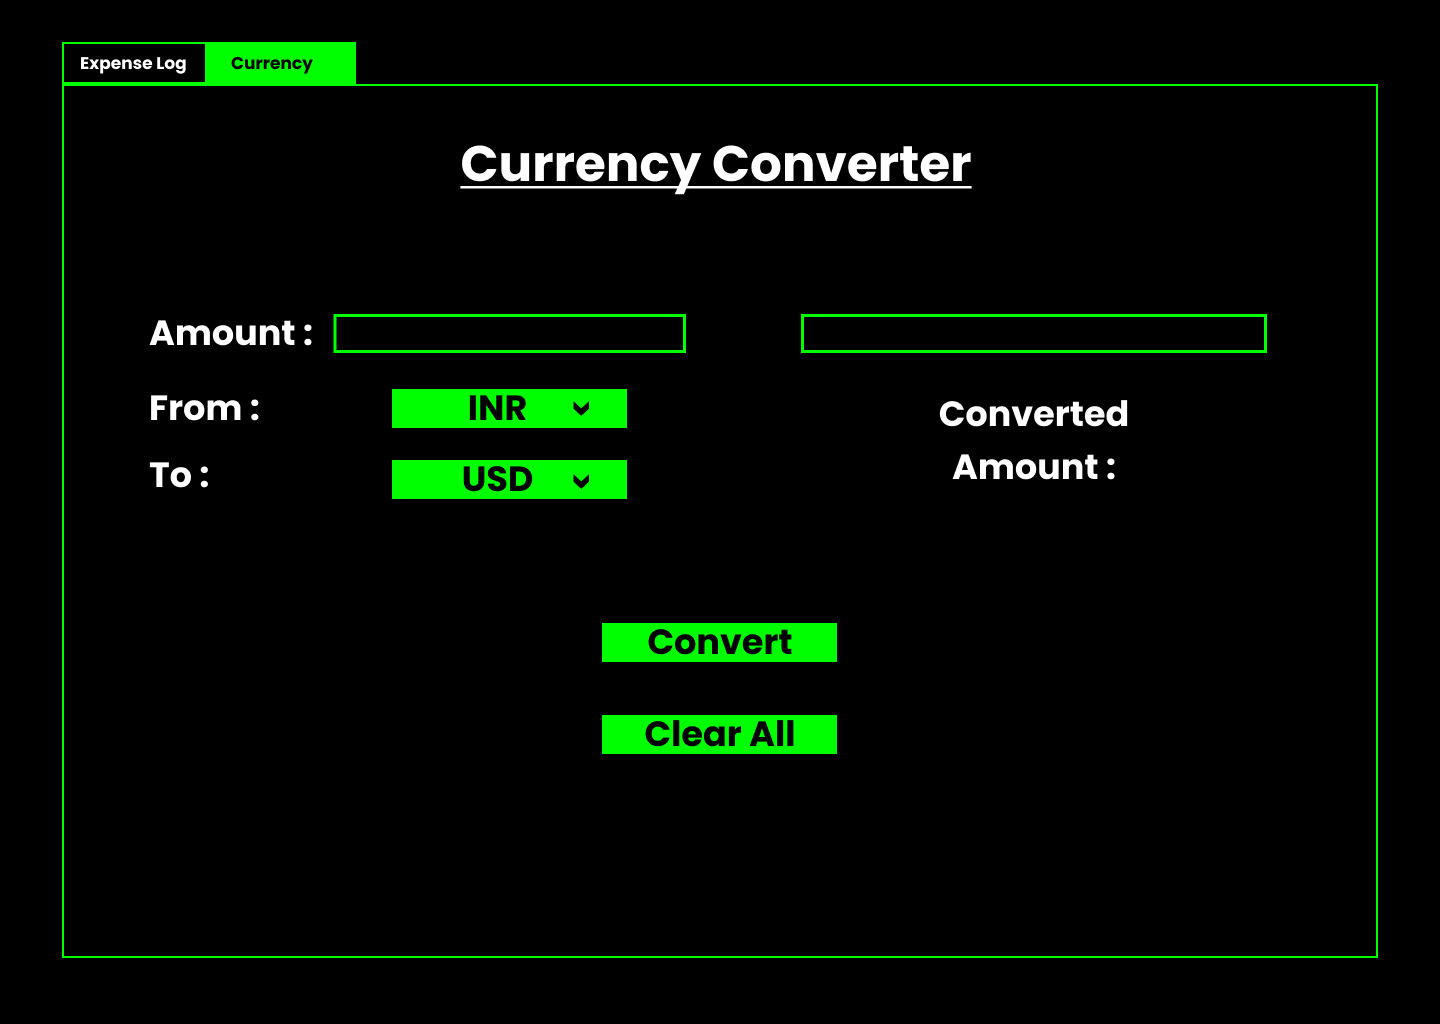 Expense Log
Currency
Currency Converter
Amount :
From :
INR
To :
USD
Converted
Amount :
Convert
Clear All